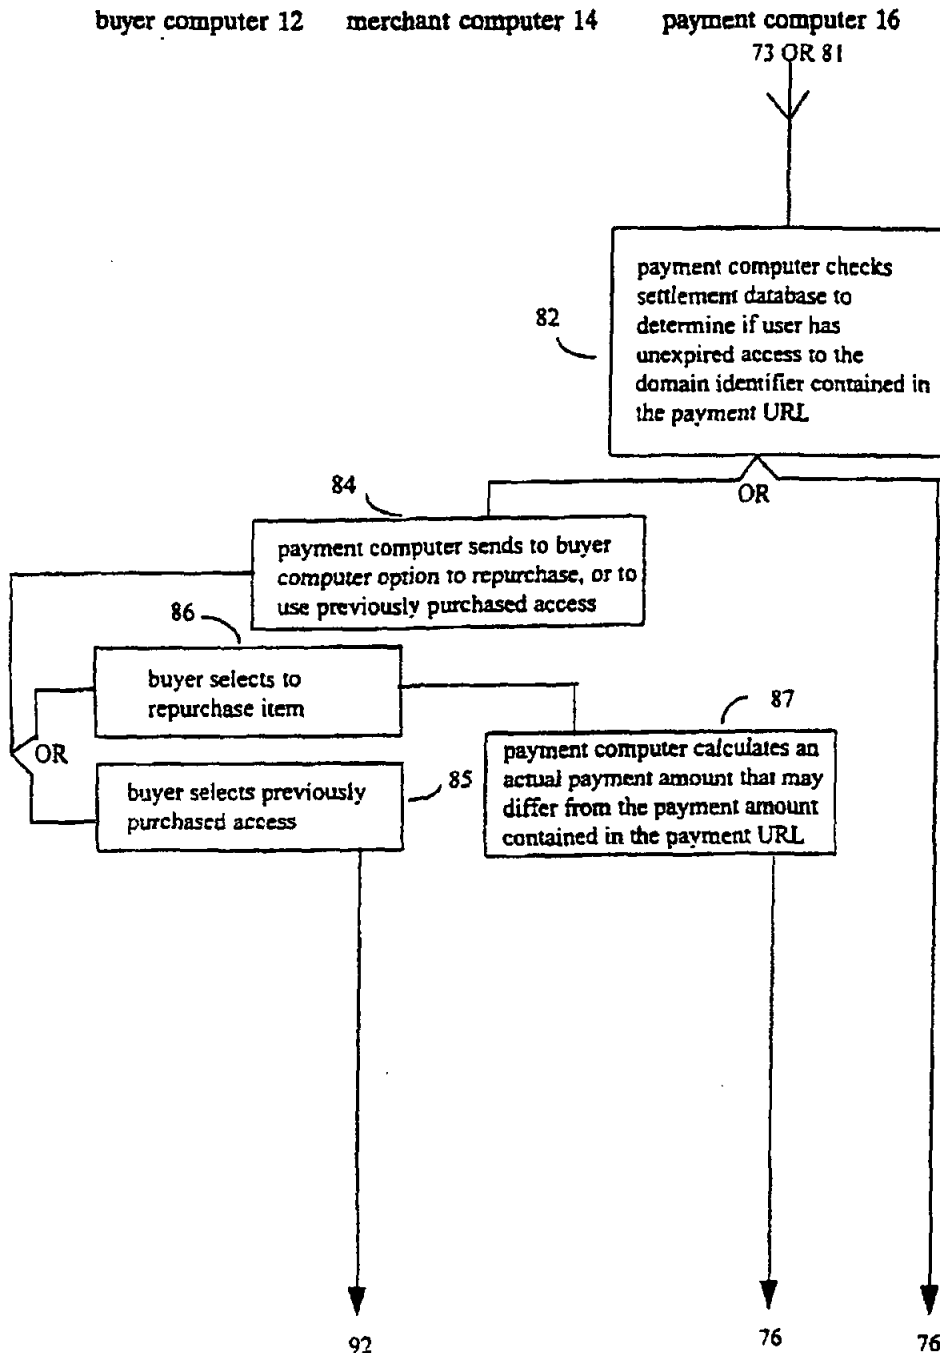 buyer computer 12 merchant computer 14 payment computer 16
73 OR 81
82
payment computer checks
settlement database to
determine if user has
unexpired access to the
domain identifier contained in
the payment URL
OR
84
payment computer sends to buyer
computer option to repurchase, or to
use previously purchased access
86
buyer selects to
repurchase item
OR
87
payment computer calculates an
actual payment amount that may
differ from the payment amount
contained in the payment URL
buyer selects previously
purchased access
85
92
76
76